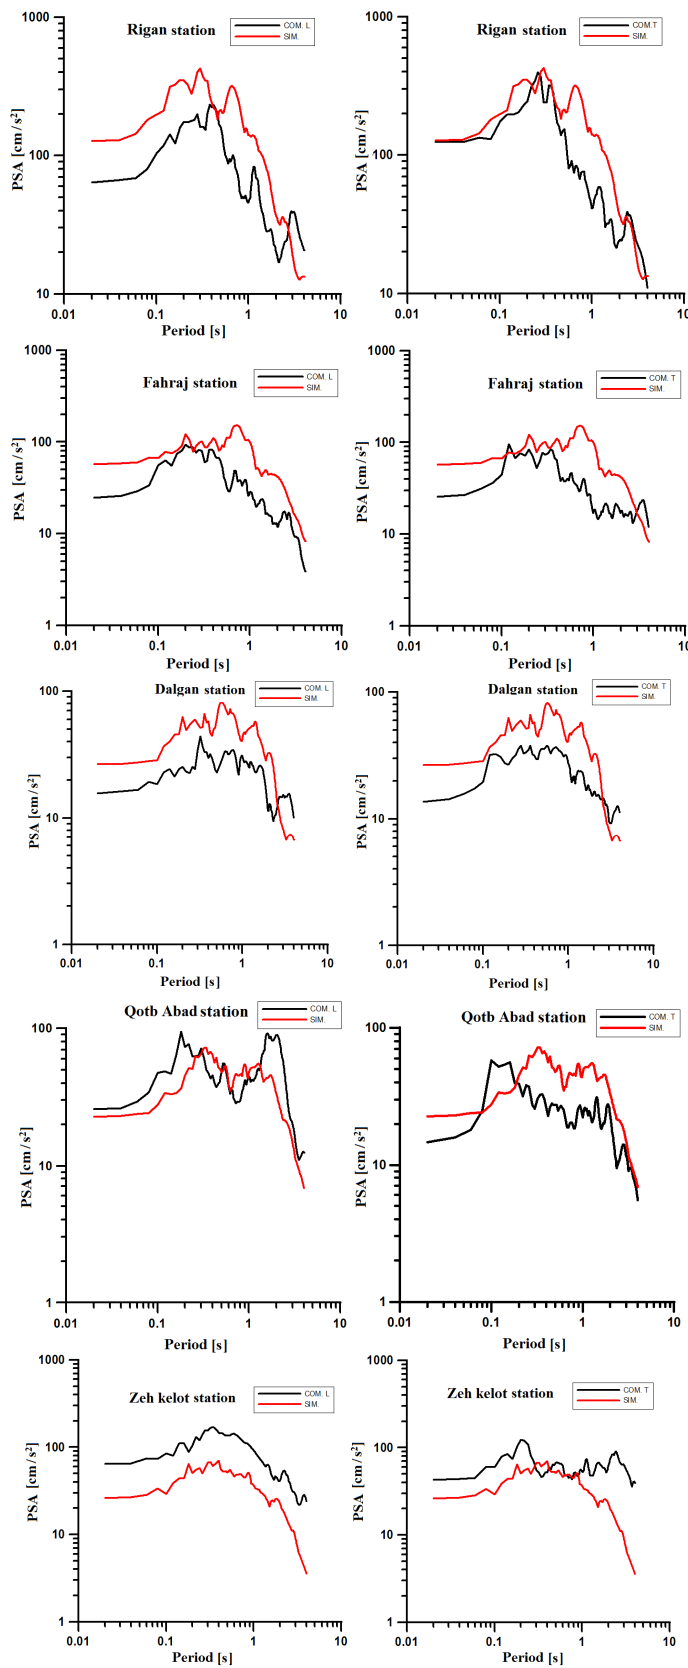 Rigan station
COM. L
SIM.
1000
100
10
PSA [cm/s²]
0.01
0.1
1
10
Period [s]
Rigan station
COM.T
SIM.
1000
100
10
PSA [cm/s²]
0.01
0.1
1
10
Period [s]
Fahraj station
COM. L
SIM.
1000
100
10
1
PSA [cm/s²]
0.01
0.1
1
10
Period [s]
Fahraj station
COM. T
SIM.
1000
100
10
1
PSA [cm/s²]
0.01
0.1
1
10
Period [s]
Dalgan station
COM. L
SIM.
100
10
1
PSA [cm/s²]
0.01
0.1
1
10
Period [s]
Dalgan station
COM. T
SIM.
100
10
1
PSA [cm/s²]
0.01
0.1
1
10
Period [s]
Qotb Abad station
COM. L
SIM.
100
10
1
PSA [cm/s²]
0.01
0.1
1
10
Period [s]
Qotb Abad station
COM. T
SIM.
100
10
1
PSA [cm/s²]
0.01
0.1
1
10
Period [s]
Zeh kelot station
COM. L
SIM.
1000
100
10
1
PSA [cm/s²]
0.01
0.1
1
10
Period [s]
Zeh kelot station
COM. T
SIM.
1000
100
10
1
PSA [cm/s²]
0.01
0.1
1
10
Period [s]